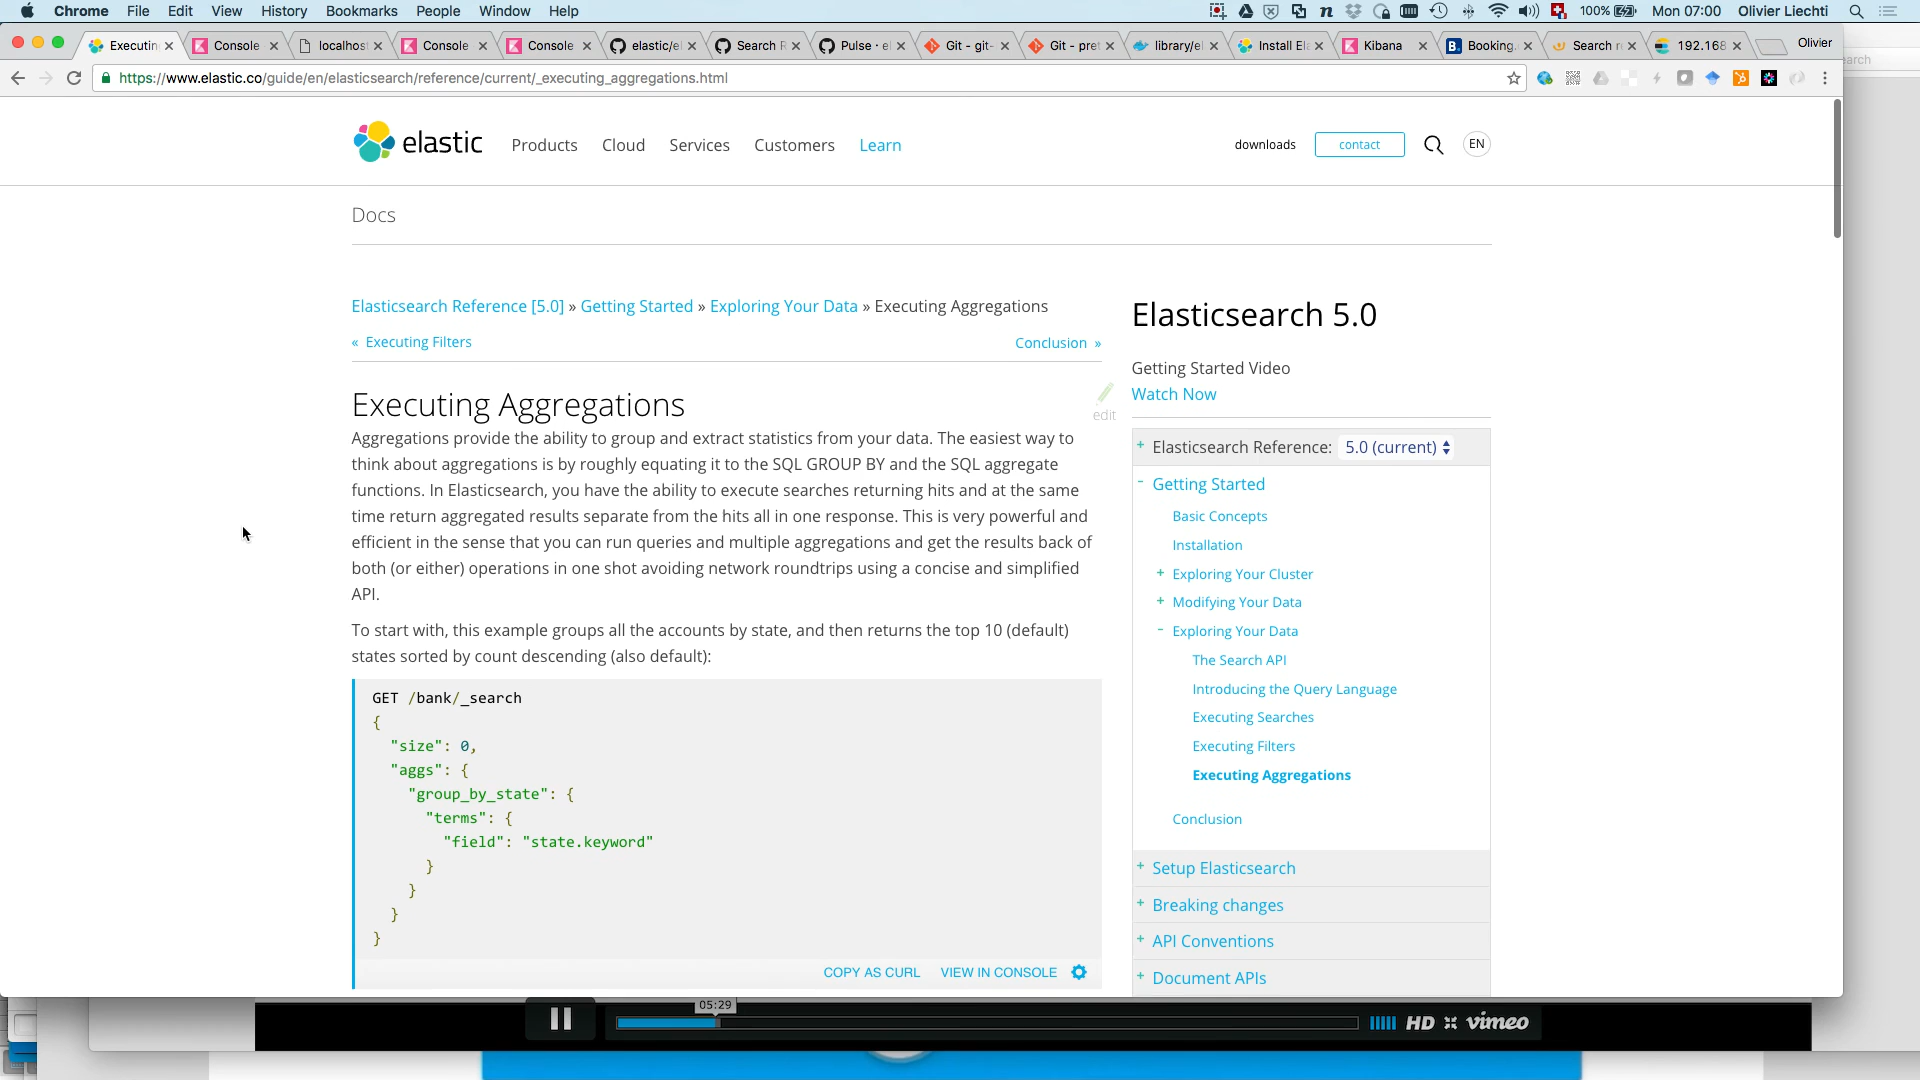 Chrome File Edit View History Bookmarks People Window Help
100% Mon 07:00 Olivier Liechti
Executin Console localhos Console Console elastic/e Search R Pulse · el Git - git- Git - pret library/el Install El Kibana Booking. Search r 192.168 Olivier
https://www.elastic.co/guide/en/elasticsearch/reference/current/_executing_aggregations.html
arch
elastic Products Cloud Services Customers Learn
downloads contact EN
Docs
Elasticsearch Reference [5.0] » Getting Started » Exploring Your Data » Executing Aggregations
« Executing Filters
Conclusion »
Executing Aggregations
edit
Aggregations provide the ability to group and extract statistics from your data. The easiest way to
think about aggregations is by roughly equating it to the SQL GROUP BY and the SQL aggregate
functions. In Elasticsearch, you have the ability to execute searches returning hits and at the same
time return aggregated results separate from the hits all in one response. This is very powerful and
efficient in the sense that you can run queries and multiple aggregations and get the results back of
both (or either) operations in one shot avoiding network roundtrips using a concise and simplified
API.
To start with, this example groups all the accounts by state, and then returns the top 10 (default)
states sorted by count descending (also default):
GET /bank/_search
{
"size": 0,
"aggs": {
"group_by_state": {
"terms": {
"field": "state.keyword"
}
}
}
}
COPY AS CURL VIEW IN CONSOLE
Elasticsearch 5.0
Getting Started Video
Watch Now
+ Elasticsearch Reference: 5.0 (current)
- Getting Started
Basic Concepts
Installation
+ Exploring Your Cluster
+ Modifying Your Data
- Exploring Your Data
The Search API
Introducing the Query Language
Executing Searches
Executing Filters
Executing Aggregations
Conclusion
+ Setup Elasticsearch
+ Breaking changes
+ API Conventions
+ Document APIs
05:29
HD vimeo